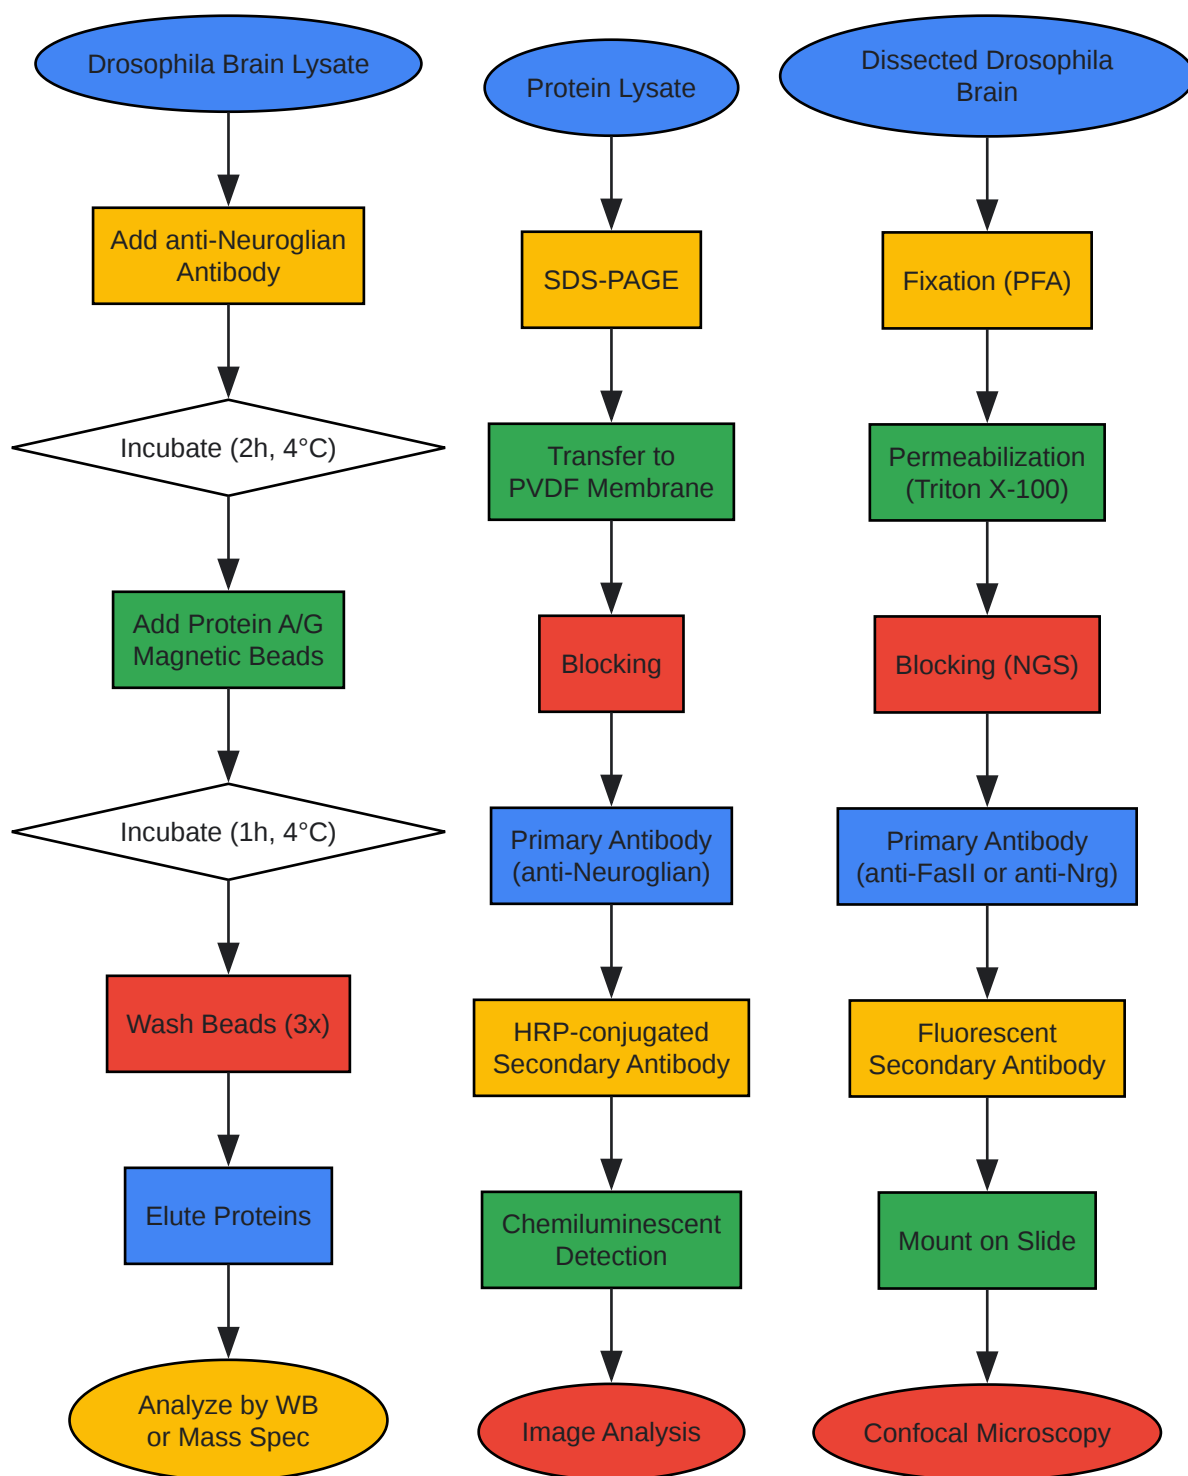 Drosophila Brain Lysate
Add anti-Neuroglian
Antibody
Incubate (2h, 4°C)
Add Protein A/G
Magnetic Beads
Incubate (1h, 4°C)
Wash Beads (3x)
Elute Proteins
Analyze by WB
or Mass Spec
Protein Lysate
SDS-PAGE
Transfer to
PVDF Membrane
Blocking
Primary Antibody
(anti-Neuroglian)
HRP-conjugated
Secondary Antibody
Chemiluminescent
Detection
Image Analysis
Dissected Drosophila
Brain
Fixation (PFA)
Permeabilization
(Triton X-100)
Blocking (NGS)
Primary Antibody
(anti-FasII or anti-Nrg)
Fluorescent
Secondary Antibody
Mount on Slide
Confocal Microscopy